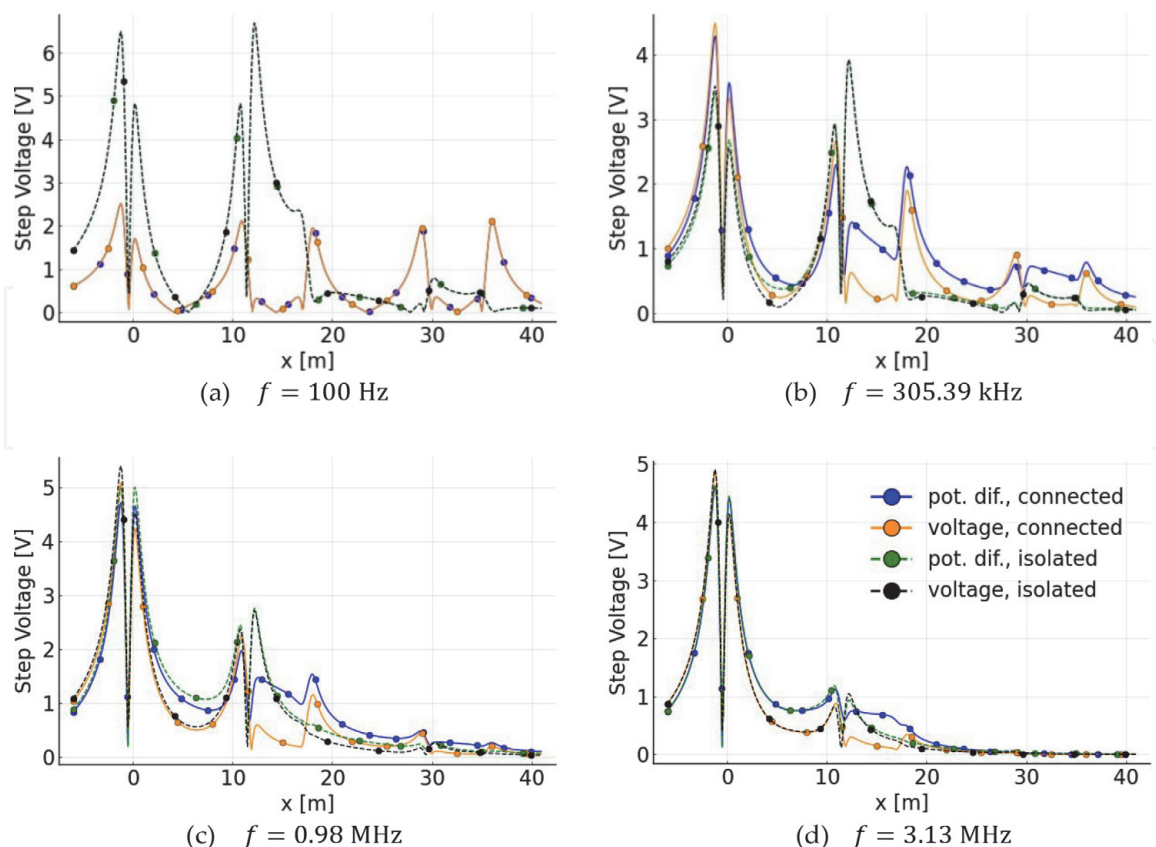 Step Voltage [V]
6
5
4
3
2
1
0
0 10 20 30 40
x [m]
(a) f = 100 Hz
Step Voltage [V]
4
3
2
1
0
0 10 20 30 40
x [m]
(b) f = 305.39 kHz
Step Voltage [V]
5
4
3
2
1
0
0 10 20 30 40
x [m]
(c) f = 0.98 MHz
Step Voltage [V]
5
4
3
2
1
0
pot. dif., connected
voltage, connected
pot. dif., isolated
voltage, isolated
0 10 20 30 40
x [m]
(d) f = 3.13 MHz